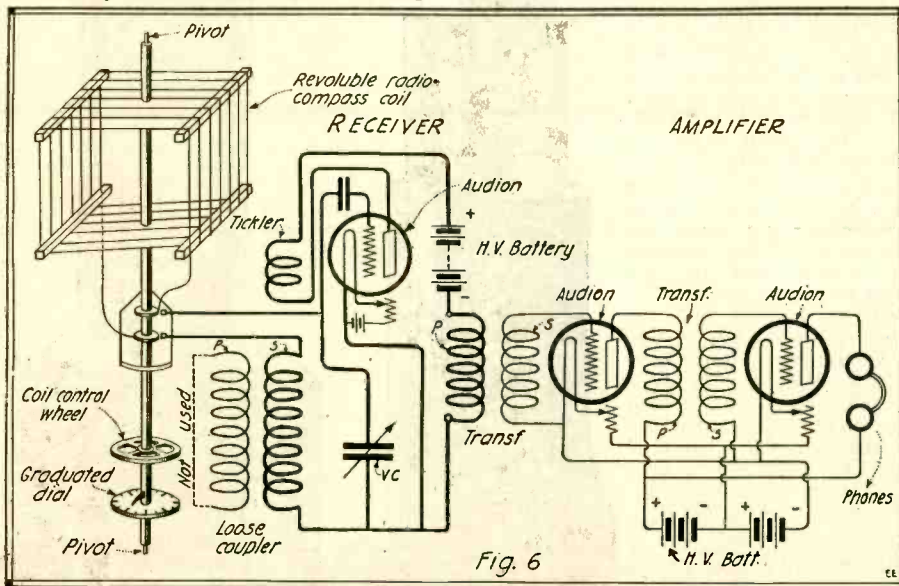 Pivot
Revoluble radio-
compass coil
RECEIVER
AMPLIFIER
Audion
Tickler
+
H.V. Battery
-
P
S
Audion
Transf.
Audion
P
S
Coil control
wheel
Not used
Graduated
dial
VC
Transf
P
S
Phones
Loose
coupler
Pivot
+ - + -
H.V. Batt.
Fig. 6